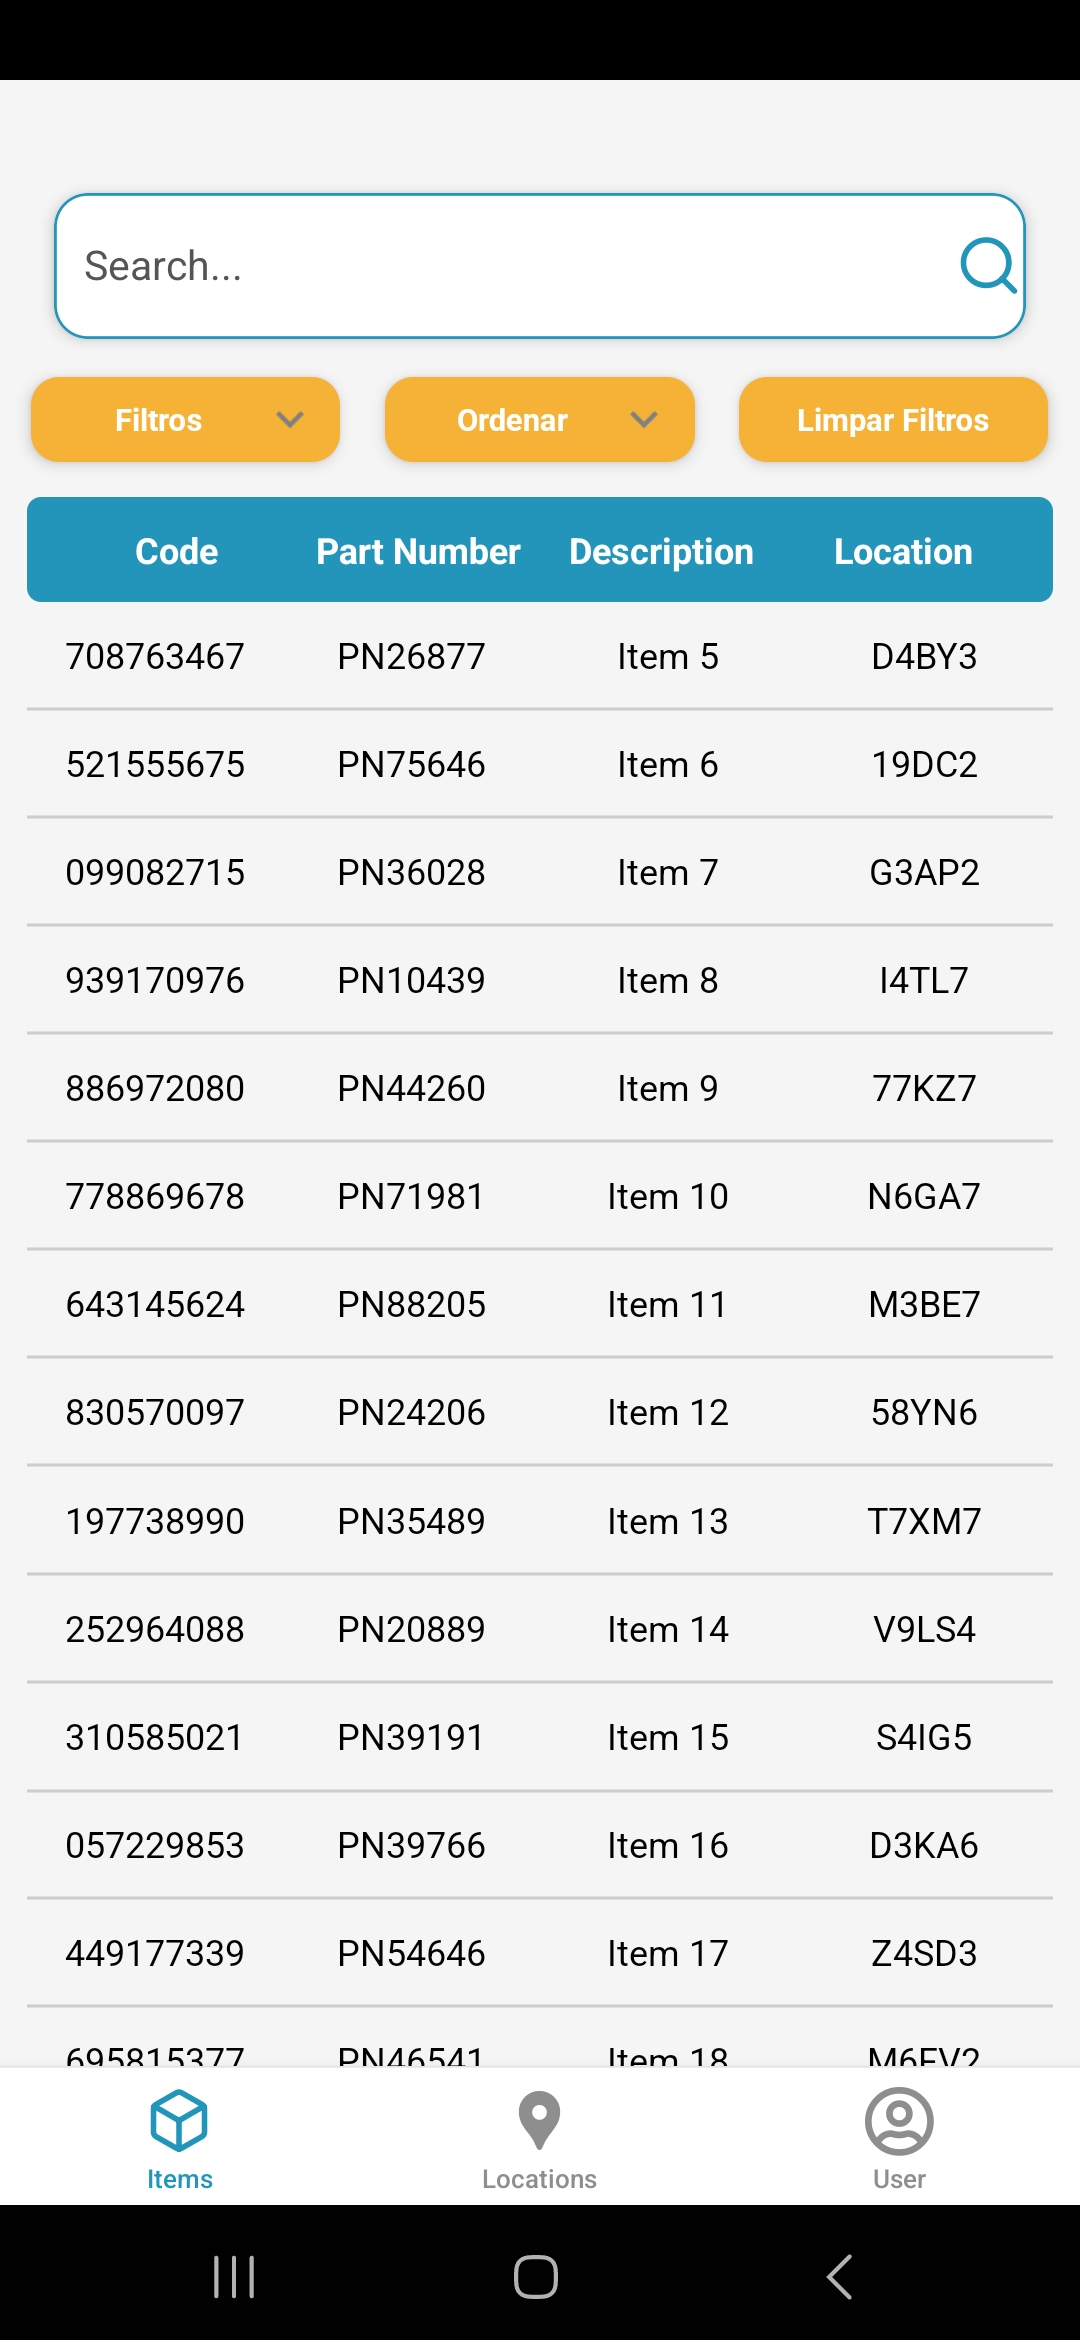 Search...
Filtros Ordenar Limpar Filtros
Code Part Number Description Location
708763467 PN26877 Item 5 D4BY3
521555675 PN75646 Item 6 19DC2
099082715 PN36028 Item 7 G3AP2
939170976 PN10439 Item 8 I4TL7
886972080 PN44260 Item 9 77KZ7
778869678 PN71981 Item 10 N6GA7
643145624 PN88205 Item 11 M3BE7
830570097 PN24206 Item 12 58YN6
197738990 PN35489 Item 13 T7XM7
252964088 PN20889 Item 14 V9LS4
310585021 PN39191 Item 15 S4IG5
057229853 PN39766 Item 16 D3KA6
449177339 PN54646 Item 17 Z4SD3
695815377 PN46541 Item 18
Items Locations User